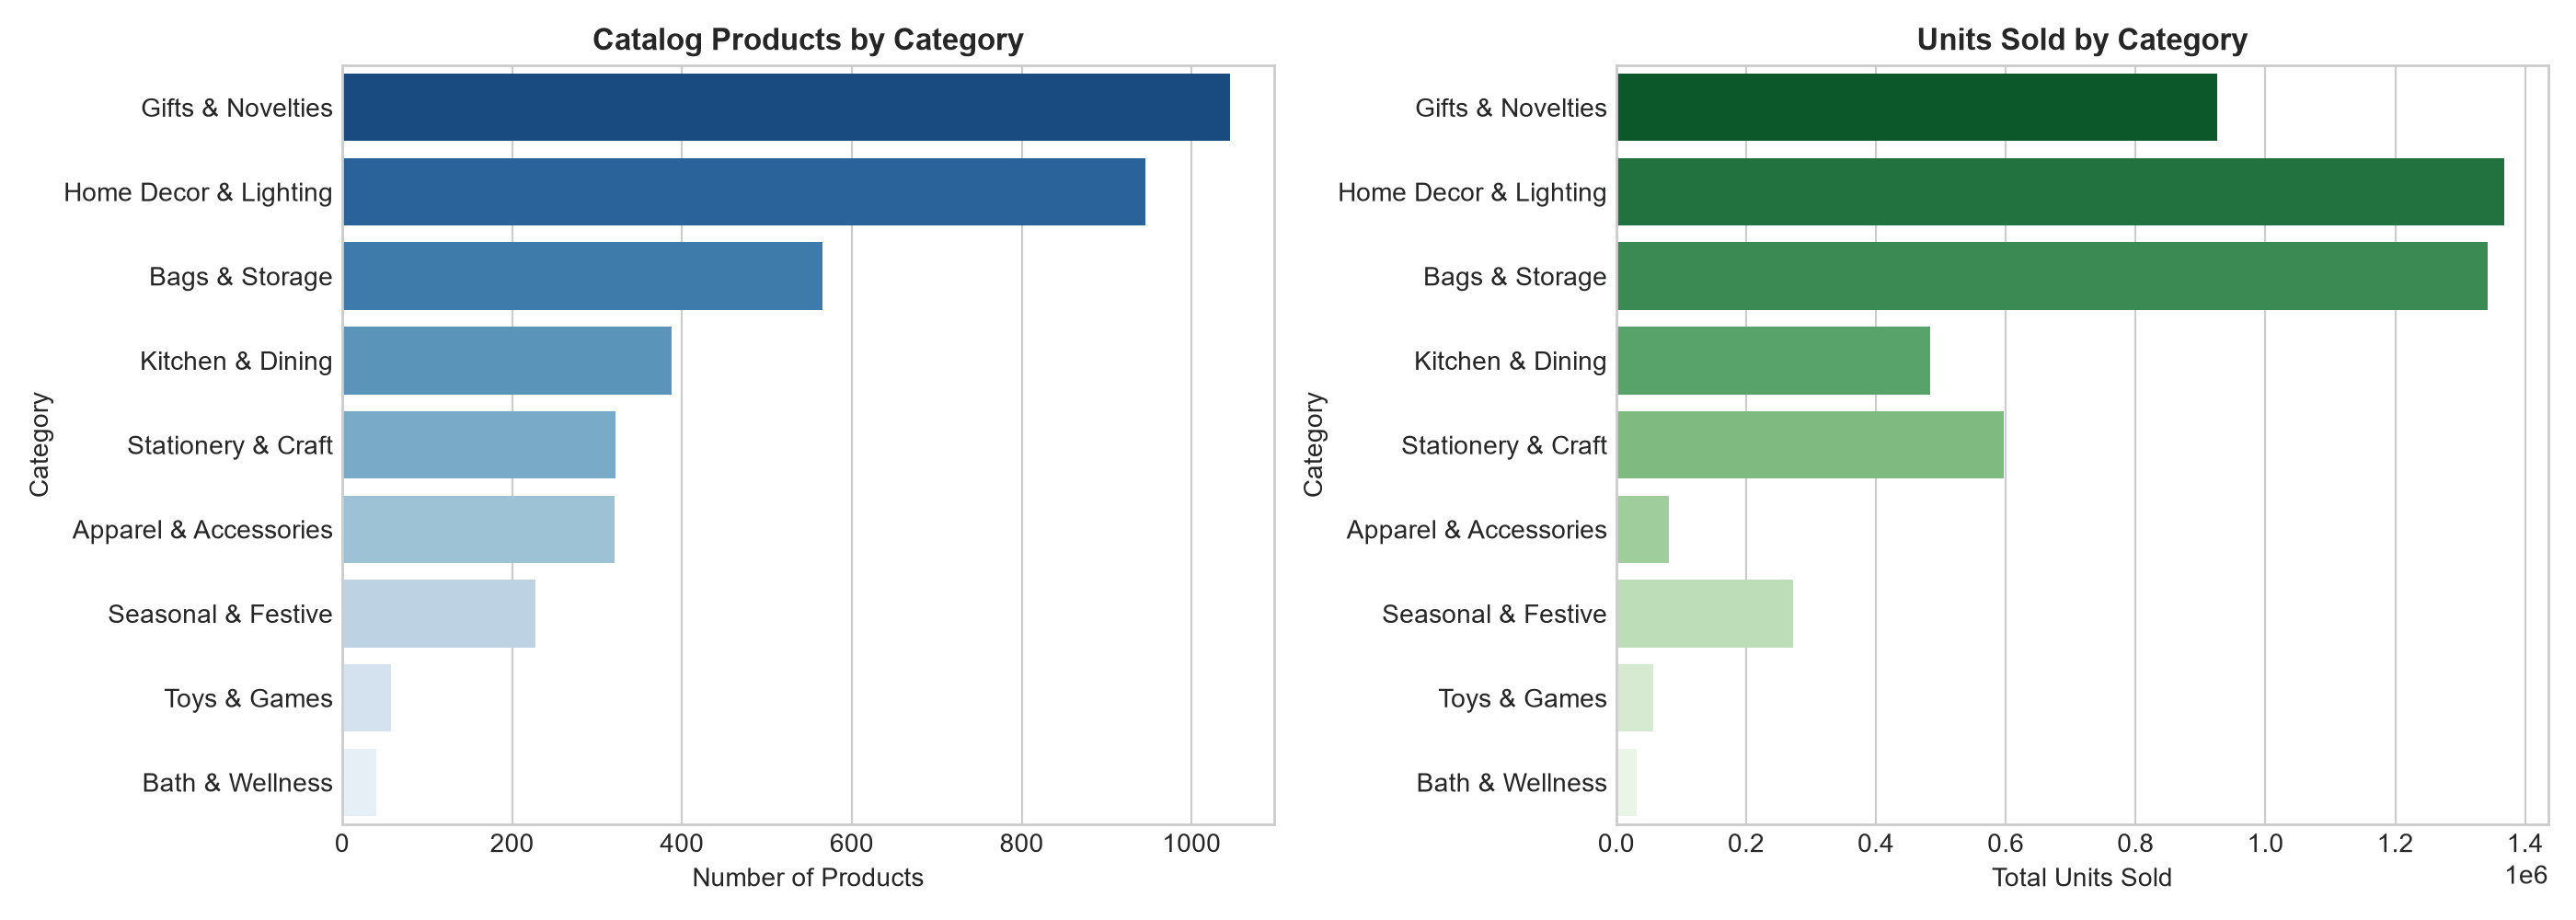 Catalog Products by Category
Gifts & Novelties
Home Decor & Lighting
Bags & Storage
Kitchen & Dining
Stationery & Craft
Apparel & Accessories
Seasonal & Festive
Toys & Games
Bath & Wellness
Category
0 200 400 600 800 1000
Number of Products
Units Sold by Category
Gifts & Novelties
Home Decor & Lighting
Bags & Storage
Kitchen & Dining
Stationery & Craft
Apparel & Accessories
Seasonal & Festive
Toys & Games
Bath & Wellness
Category
0.0 0.2 0.4 0.6 0.8 1.0 1.2 1.4
1e6
Total Units Sold